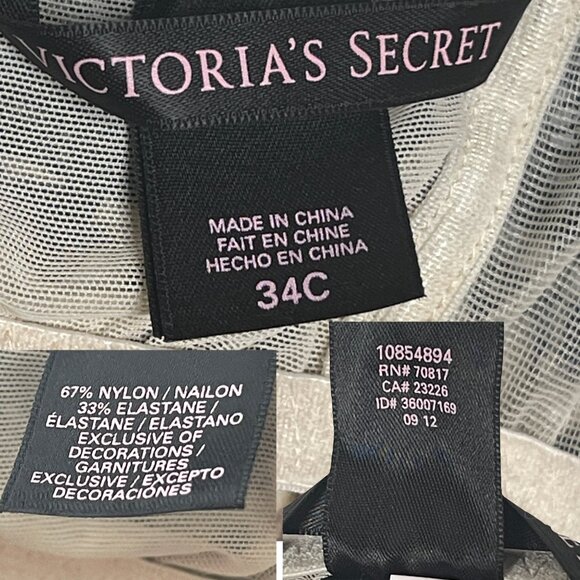 VICTORIA'S SECRET
MADE IN CHINA
FAIT EN CHINE
HECHO EN CHINA
34C
67% NYLON / NAILON
33% ELASTANE /
ÉLASTANE / ELASTANO
EXCLUSIVE OF
DECORATIONS /
GARNITURES
EXCLUSIVE / EXCEPTO
DECORACIÓNES
10854894
RN# 70817
CA# 23226
ID# 36007169
09 12